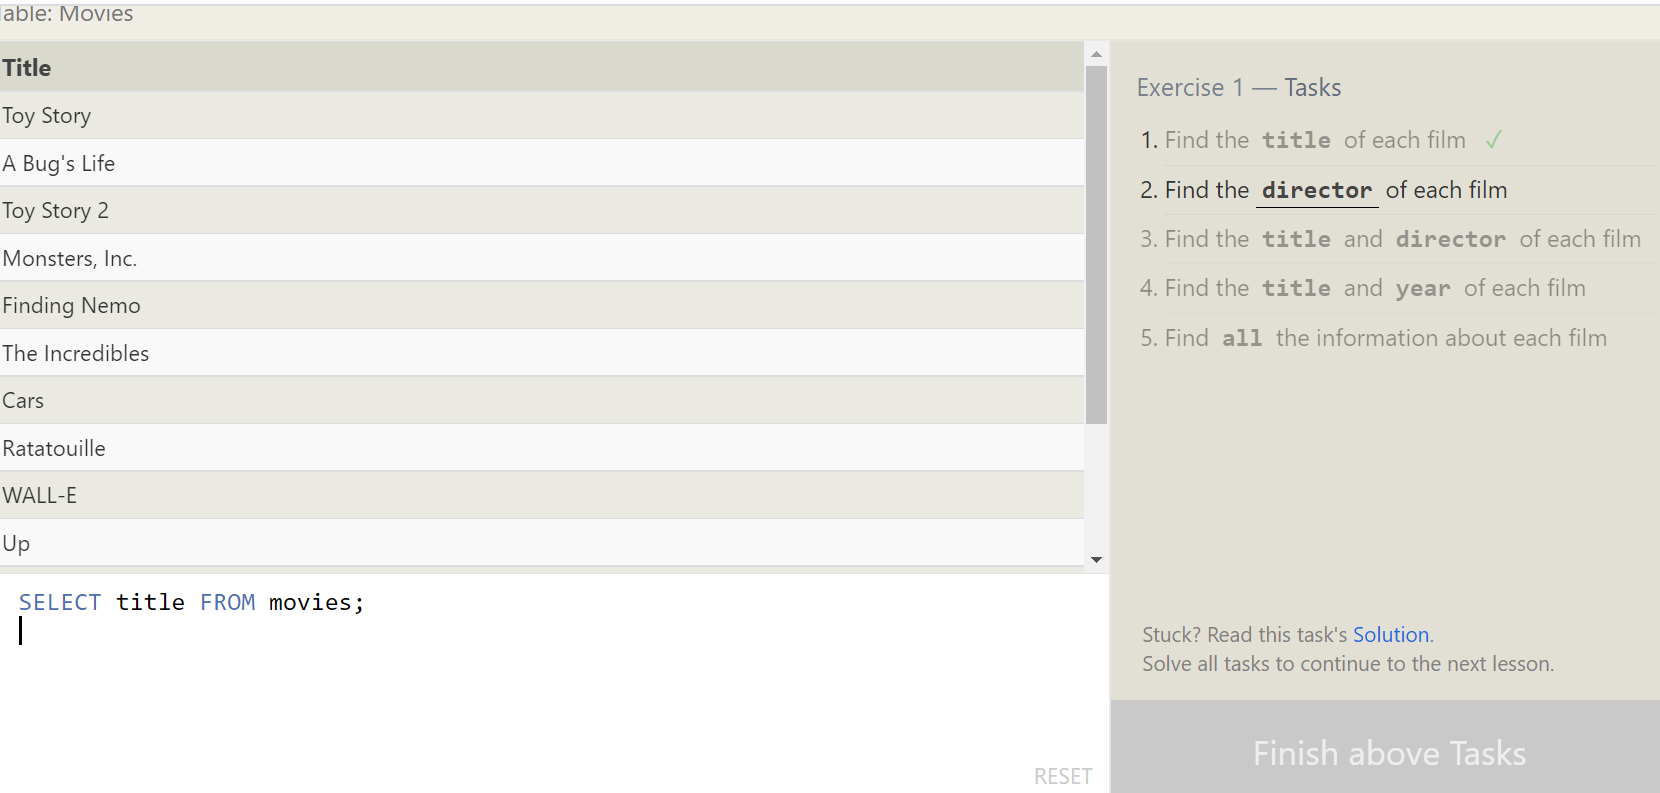 Table: Movies
Title
Toy Story
A Bug's Life
Toy Story 2
Monsters, Inc.
Finding Nemo
The Incredibles
Cars
Ratatouille
WALL-E
Up
SELECT title FROM movies;
RESET
Exercise 1 — Tasks
1. Find the title of each film ✓
2. Find the director of each film
3. Find the title and director of each film
4. Find the title and year of each film
5. Find all the information about each film
Stuck? Read this task's Solution.
Solve all tasks to continue to the next lesson.
Finish above Tasks